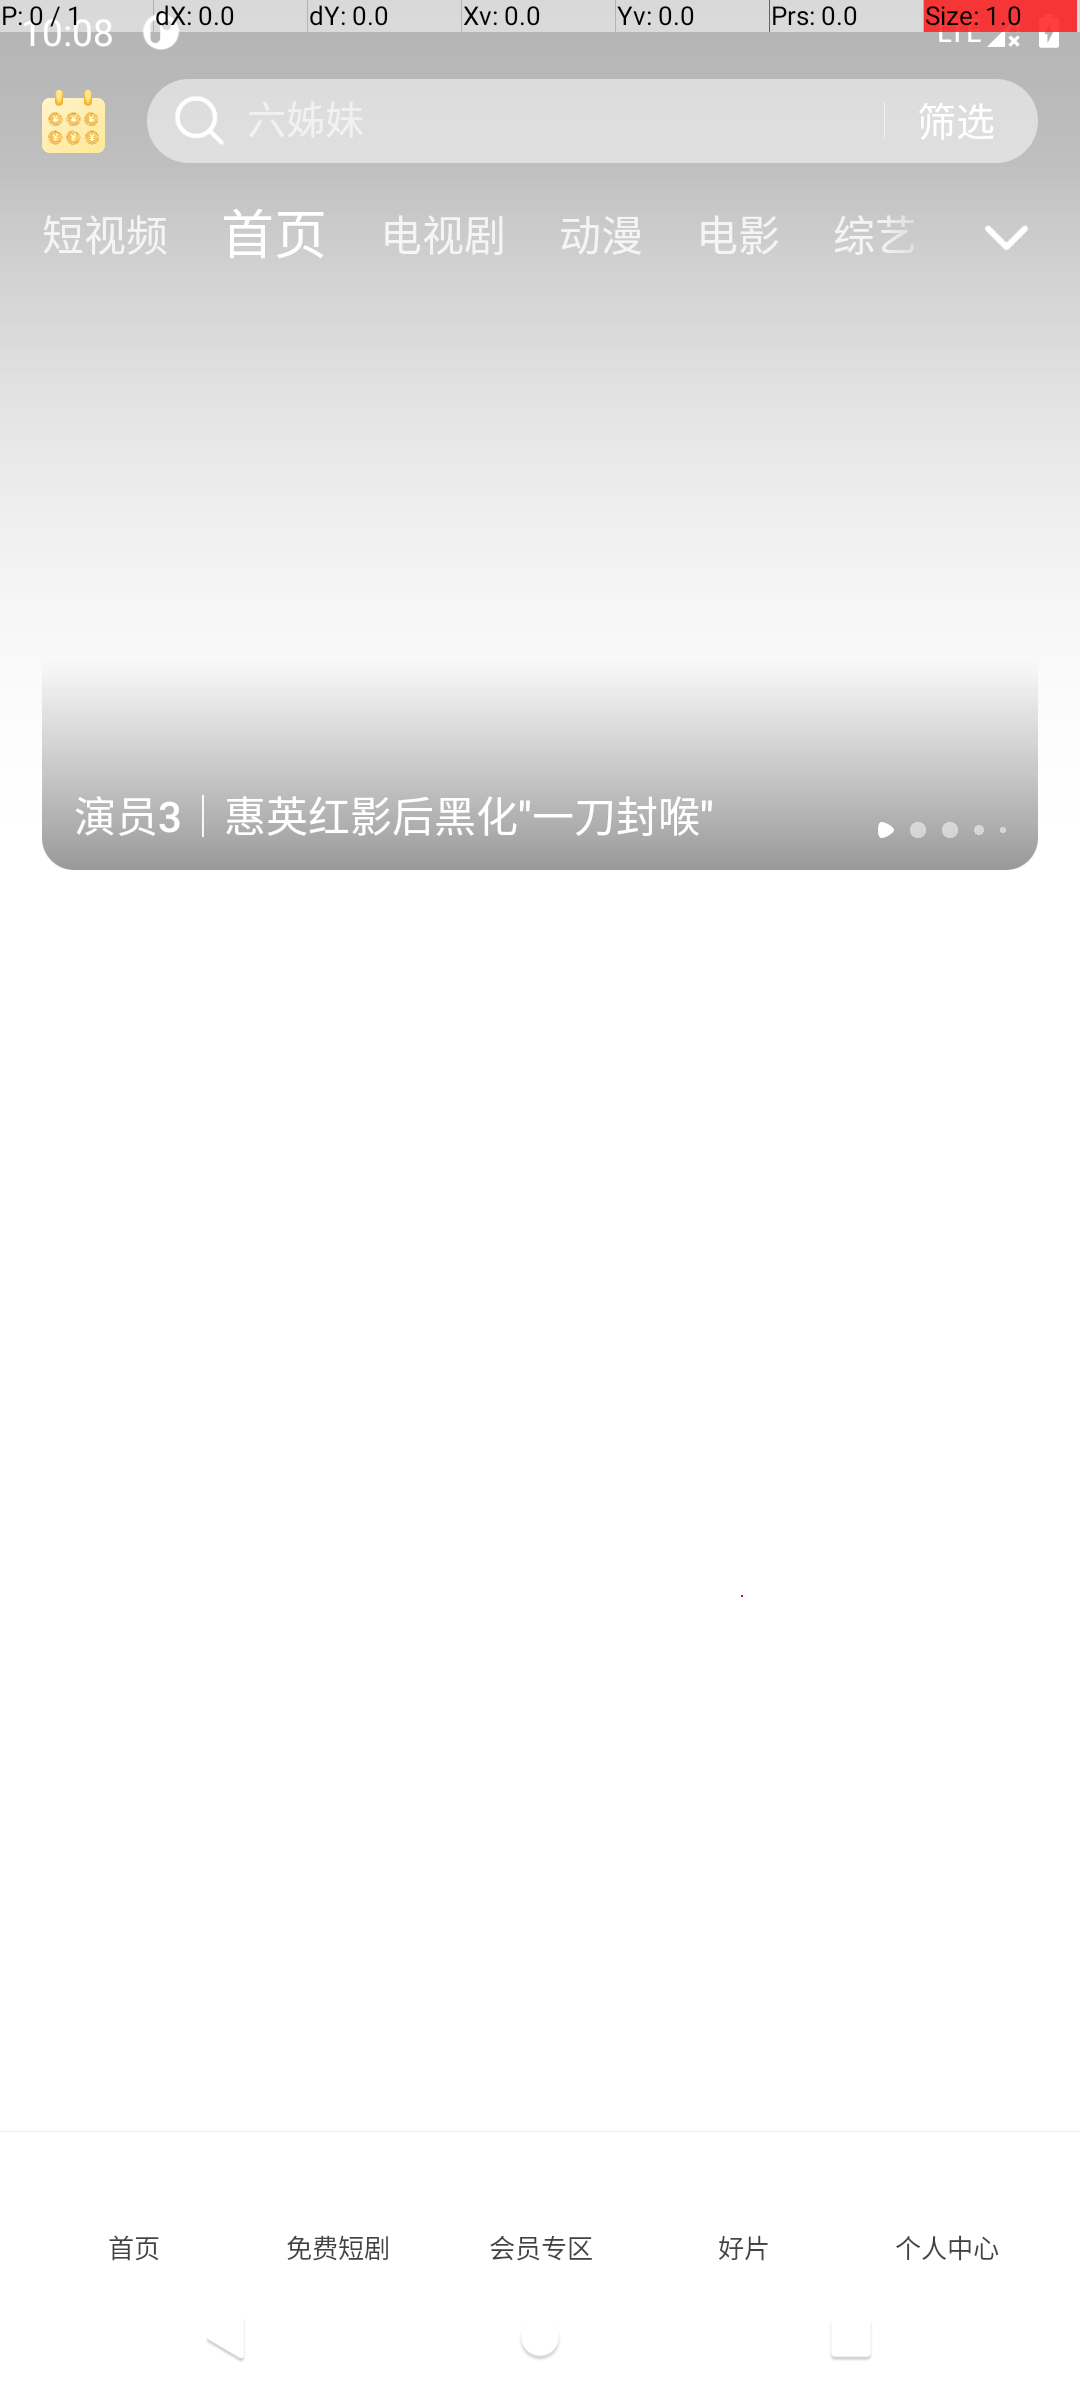 P: 0 / 1 dX: 0.0 dY: 0.0 Xv: 0.0 Yv: 0.0 Prs: 0.0 Size: 1.0
10:08 LTE
六姊妹 筛选
短视频 首页 电视剧 动漫 电影 综艺
演员3 | 惠英红影后黑化"一刀封喉"
首页 免费短剧 会员专区 好片 个人中心